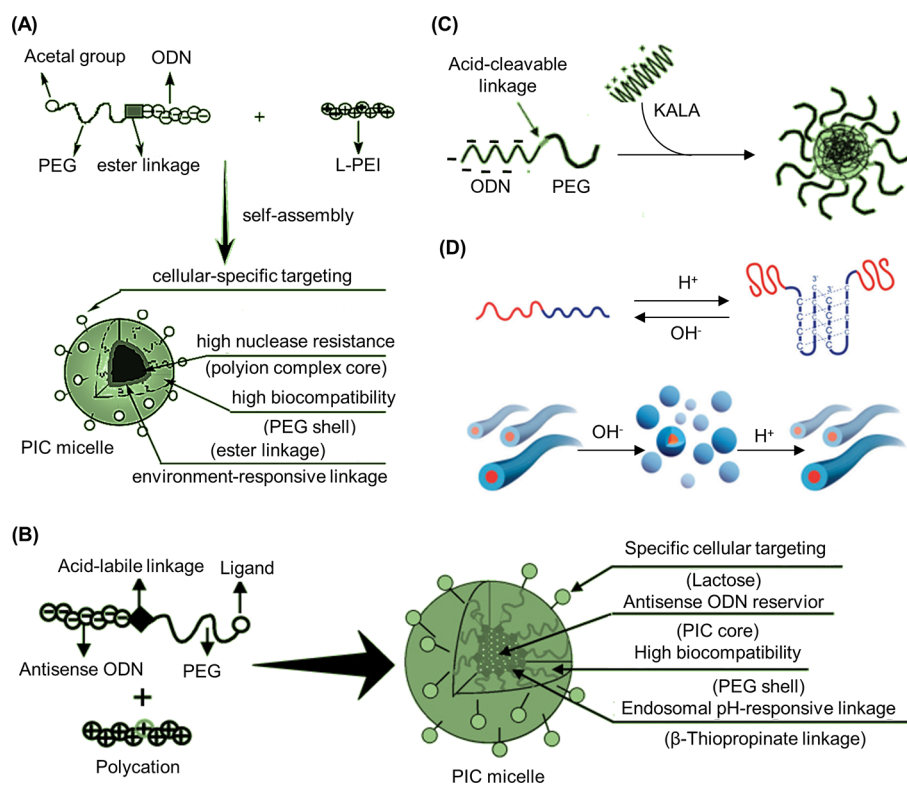 (A)
Acetal group
ODN
+
PEG
ester linkage
L-PEI
self-assembly
cellular-specific targeting
high nuclease resistance
(polyion complex core)
high biocompatibility
(PEG shell)
PIC micelle
(ester linkage)
environment-responsive linkage
(B)
Acid-labile linkage
Ligand
Antisense ODN
PEG
+
Polycation
Specific cellular targeting
(Lactose)
Antisense ODN reservior
(PIC core)
High biocompatibility
(PEG shell)
Endosomal pH-responsive linkage
(β-Thiopropinate linkage)
PIC micelle
(C)
Acid-cleavable
linkage
KALA
ODN
PEG
(D)
H⁺
OH⁻
3'
3'
C C C C
C C C C
C C C C
C C C C
OH⁻
H⁺